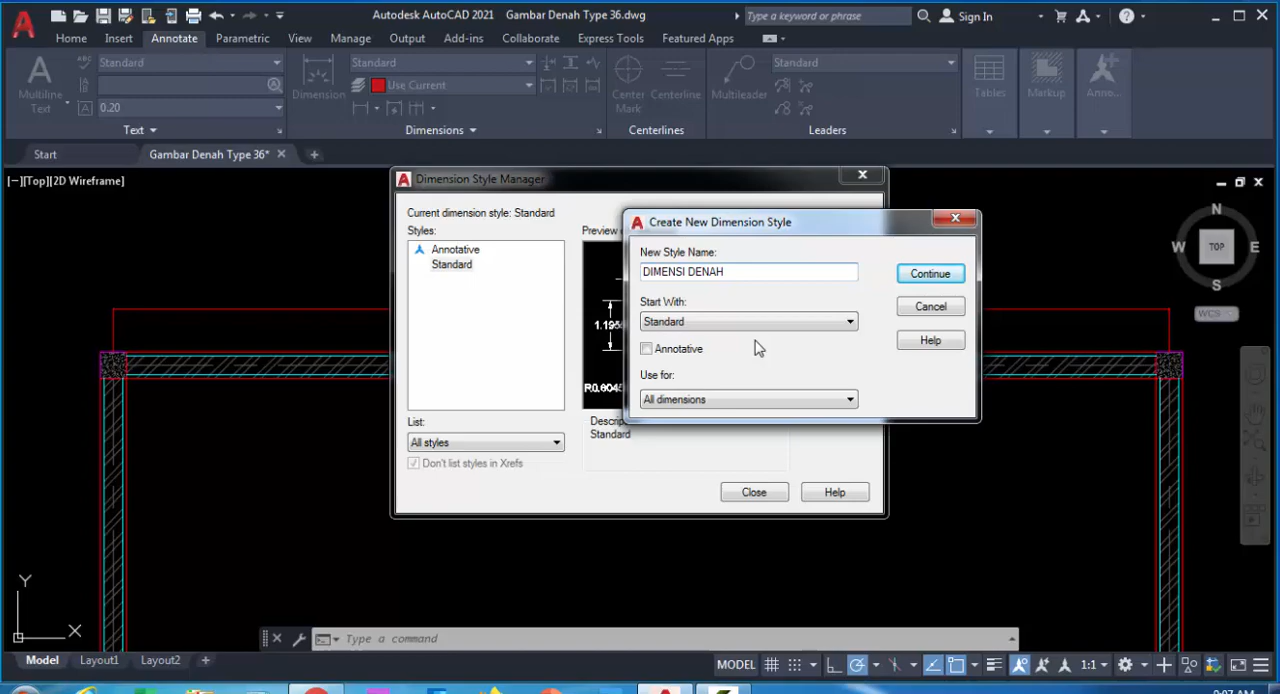 Autodesk AutoCAD 2021 Gambar Denah Type 36.dwg
Type a keyword or phrase
Sign In
Home Insert Annotate Parametric View Manage Output Add-ins Collaborate Express Tools Featured Apps
Standard Standard Standard
Use Current
Multiline Text
0.20
Dimension
Center Mark
Centerline
Multileader
Tables
Markup
Anno...
Text Dimensions Centerlines Leaders
Start Gambar Denah Type 36*
[−][Top][2D Wireframe]
N
W TOP E
S
WCS
Dimension Style Manager
Current dimension style: Standard
Styles:
Annotative
Standard
Preview
R0.8045
List:
All styles
Don't list styles in Xrefs
Descrip
Standard
Close Help
Create New Dimension Style
New Style Name:
DIMENSI DENAH
Continue
Start With:
Standard
Cancel
Annotative
Help
Use for:
All dimensions
Y
X
Type a command
Model Layout1 Layout2 +
MODEL
1:1